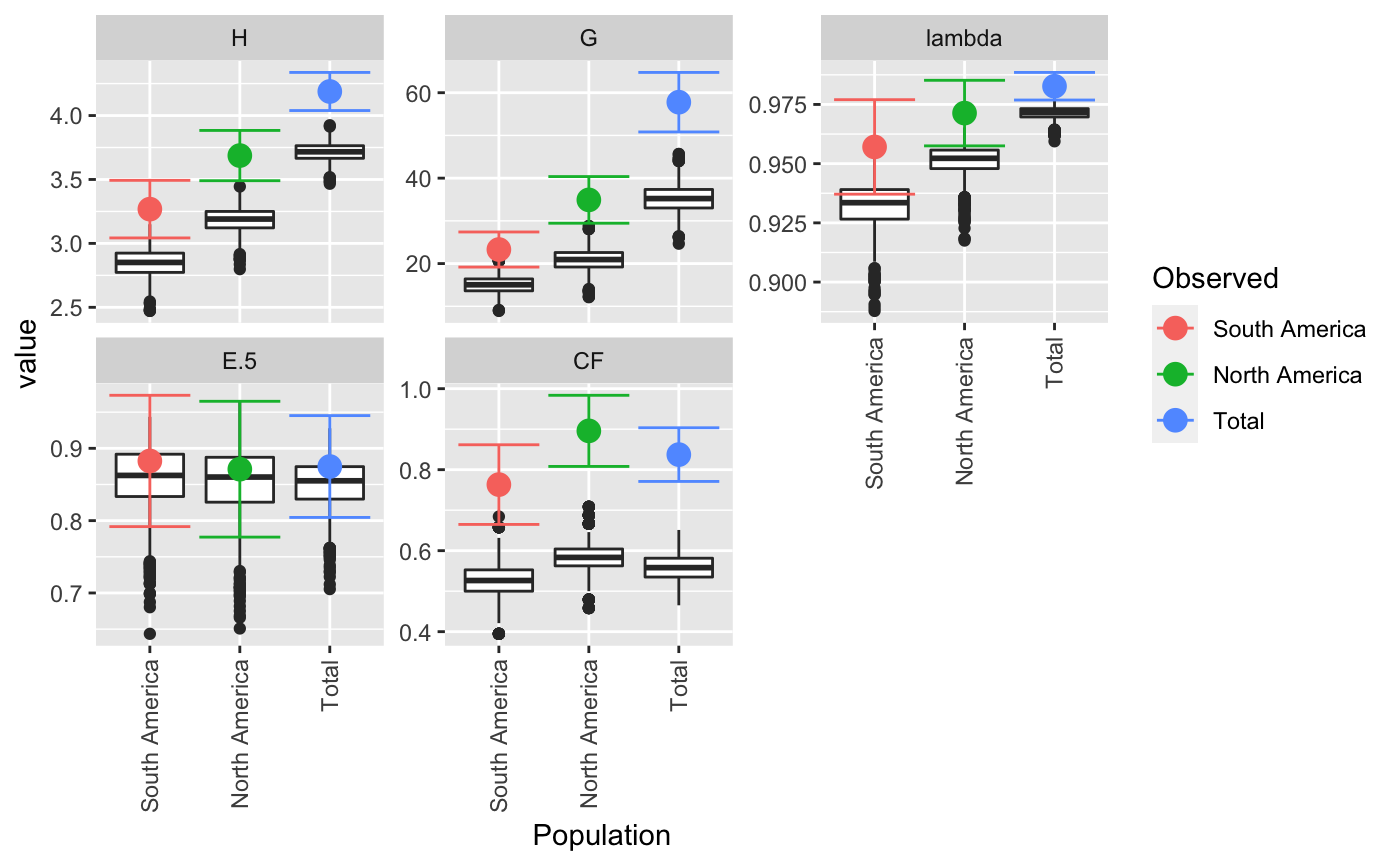 H
G
lambda
4.0
3.5
3.0
2.5
60
40
20
0.975
0.950
0.925
0.900
South America
North America
Total
E.5
CF
0.9
0.8
0.7
1.0
0.8
0.6
0.4
South America
North America
Total
South America
North America
Total
value
Population
Observed
South America
North America
Total